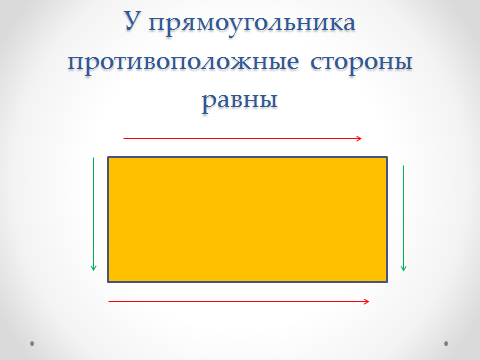 У прямоугольника
противоположные стороны
равны